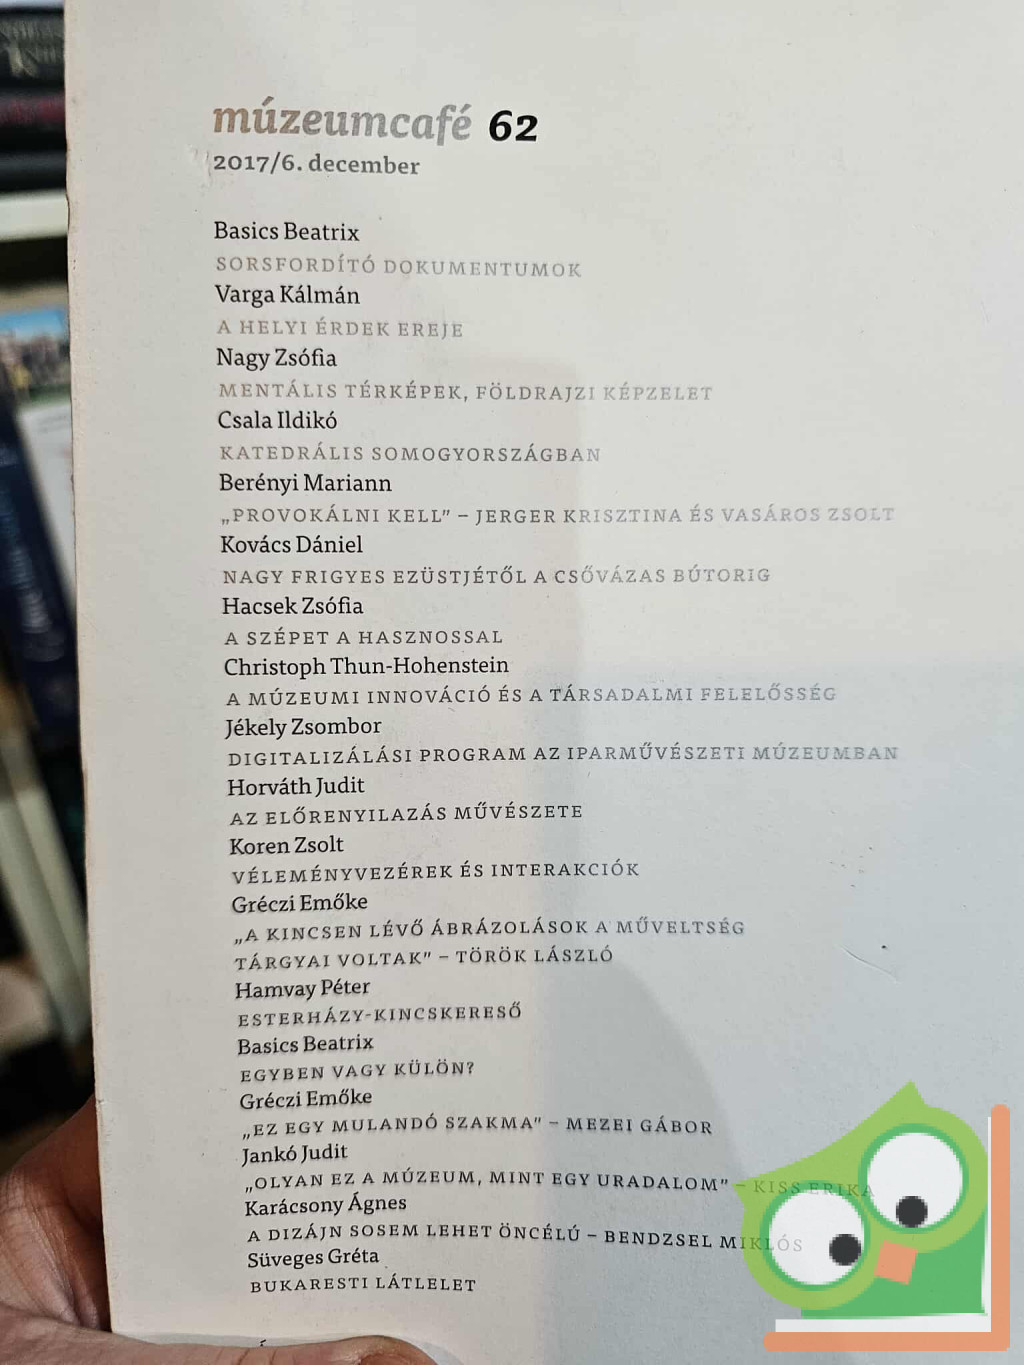 múzeumcafé 62
2017/6. december
Basics Beatrix
SORSFORDÍTÓ DOKUMENTUMOK
Varga Kálmán
A HELYI ÉRDEK EREJE
Nagy Zsófia
MENTÁLIS TÉRKÉPEK, FÖLDRAJZI KÉPZELET
Csala Ildikó
KATEDRÁLIS SOMOGYORSZÁGBAN
Berényi Mariann
„PROVOKÁLNI KELL" – JERGER KRISZTINA ÉS VASÁROS ZSOLT
Kovács Dániel
NAGY FRIGYES EZÜSTJÉTŐL A CSŐVÁZAS BÚTORIG
Hacsek Zsófia
A SZÉPET A HASZNOSSAL
Christoph Thun-Hohenstein
A MÚZEUMI INNOVÁCIÓ ÉS A TÁRSADALMI FELELŐSSÉG
Jékely Zsombor
DIGITALIZÁLÁSI PROGRAM AZ IPARMŰVÉSZETI MÚZEUMBAN
Horváth Judit
AZ ELŐRENYILAZÁS MŰVÉSZETE
Koren Zsolt
VÉLEMÉNYVEZÉREK ÉS INTERAKCIÓK
Gréczi Emőke
„A KINCSEN LÉVŐ ÁBRÁZOLÁSOK A MŰVELTSÉG
TÁRGYAI VOLTAK" – TÖRÖK LÁSZLÓ
Hamvay Péter
ESTERHÁZY-KINCSKERESŐ
Basics Beatrix
EGYBEN VAGY KÜLÖN?
Gréczi Emőke
„EZ EGY MULANDÓ SZAKMA" – MEZEI GÁBOR
Jankó Judit
„OLYAN EZ A MÚZEUM, MINT EGY URADALOM" – KISS ERIKA
Karácsony Ágnes
A DIZÁJN SOSEM LEHET ÖNCÉLÚ – BENDZSEL MIKLÓS
Süveges Gréta
BUKARESTI LÁTLELET